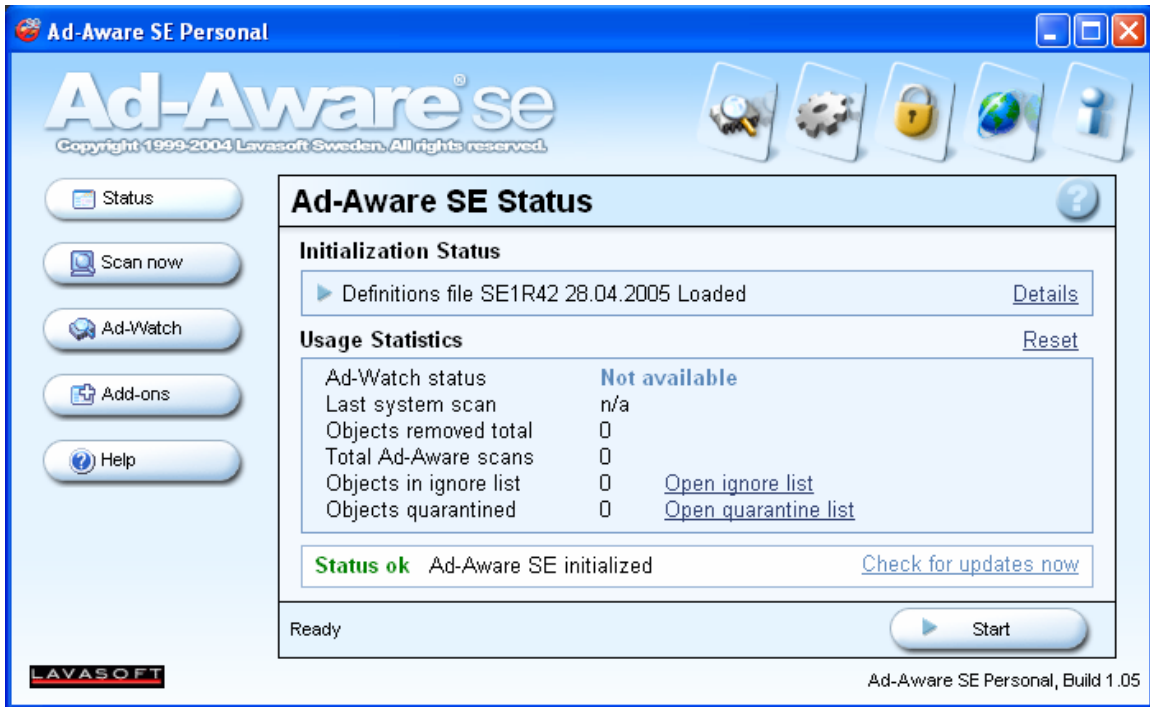 Ad-Aware SE Personal
Ad-Aware® se
Copyright 1999-2004 Lavasoft Sweden. All rights reserved.
Status
Scan now
Ad-Watch
Add-ons
Help
Ad-Aware SE Status
?
Initialization Status
Definitions file SE1R42 28.04.2005 Loaded Details
Usage Statistics Reset
Ad-Watch status Not available
Last system scan n/a
Objects removed total 0
Total Ad-Aware scans 0
Objects in ignore list 0 Open ignore list
Objects quarantined 0 Open quarantine list
Status ok Ad-Aware SE initialized Check for updates now
Ready Start
LAVASOFT
Ad-Aware SE Personal, Build 1.05